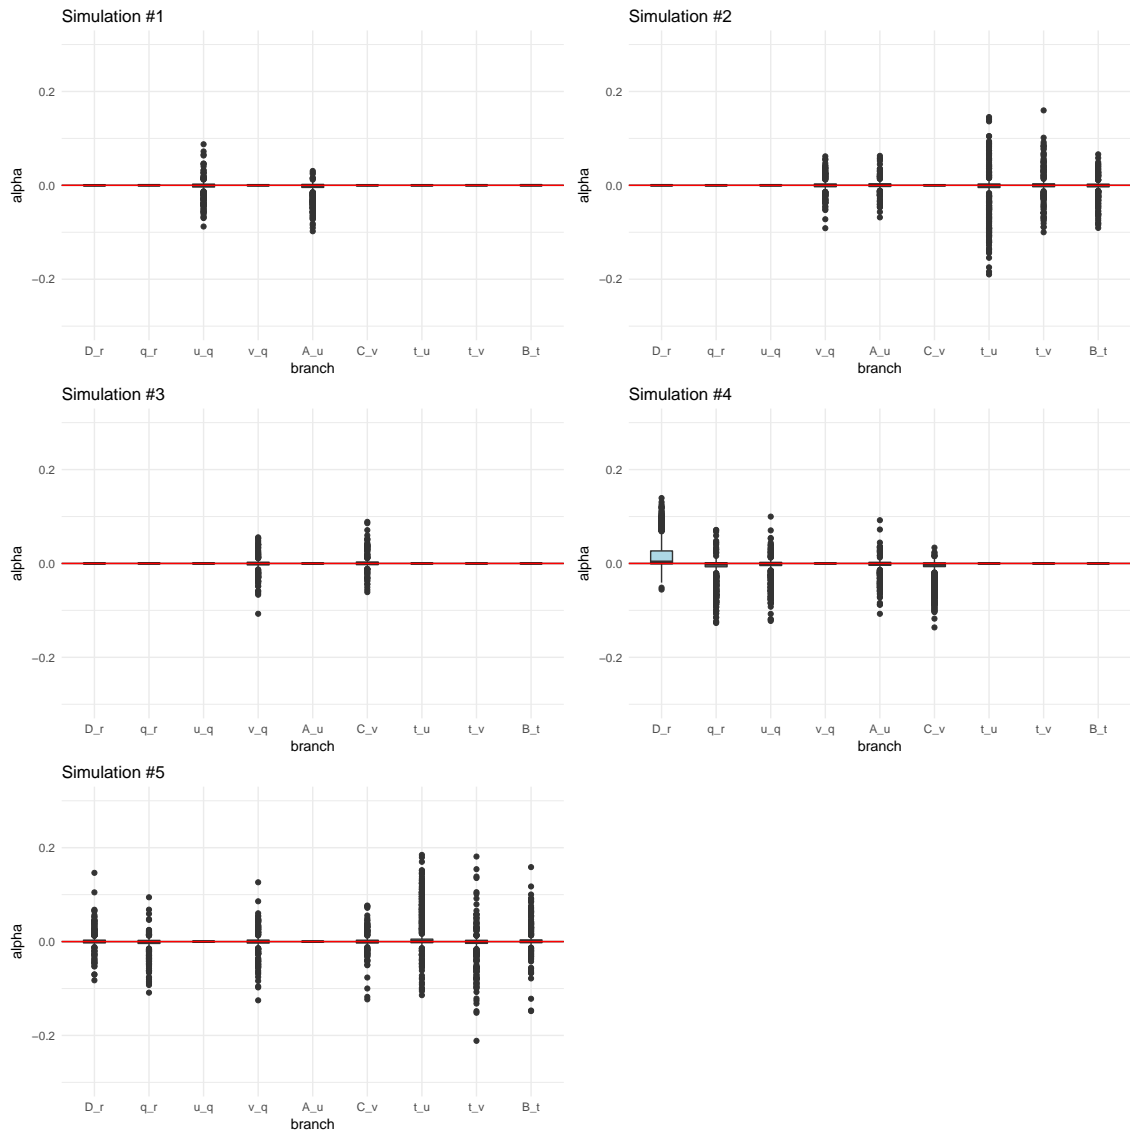 Simulation #1
alpha
0.2
0.0
−0.2
D_r q_r u_q v_q A_u C_v t_u t_v B_t
branch
Simulation #2
alpha
0.2
0.0
−0.2
D_r q_r u_q v_q A_u C_v t_u t_v B_t
branch
Simulation #3
alpha
0.2
0.0
−0.2
D_r q_r u_q v_q A_u C_v t_u t_v B_t
branch
Simulation #4
alpha
0.2
0.0
−0.2
D_r q_r u_q v_q A_u C_v t_u t_v B_t
branch
Simulation #5
alpha
0.2
0.0
−0.2
D_r q_r u_q v_q A_u C_v t_u t_v B_t
branch